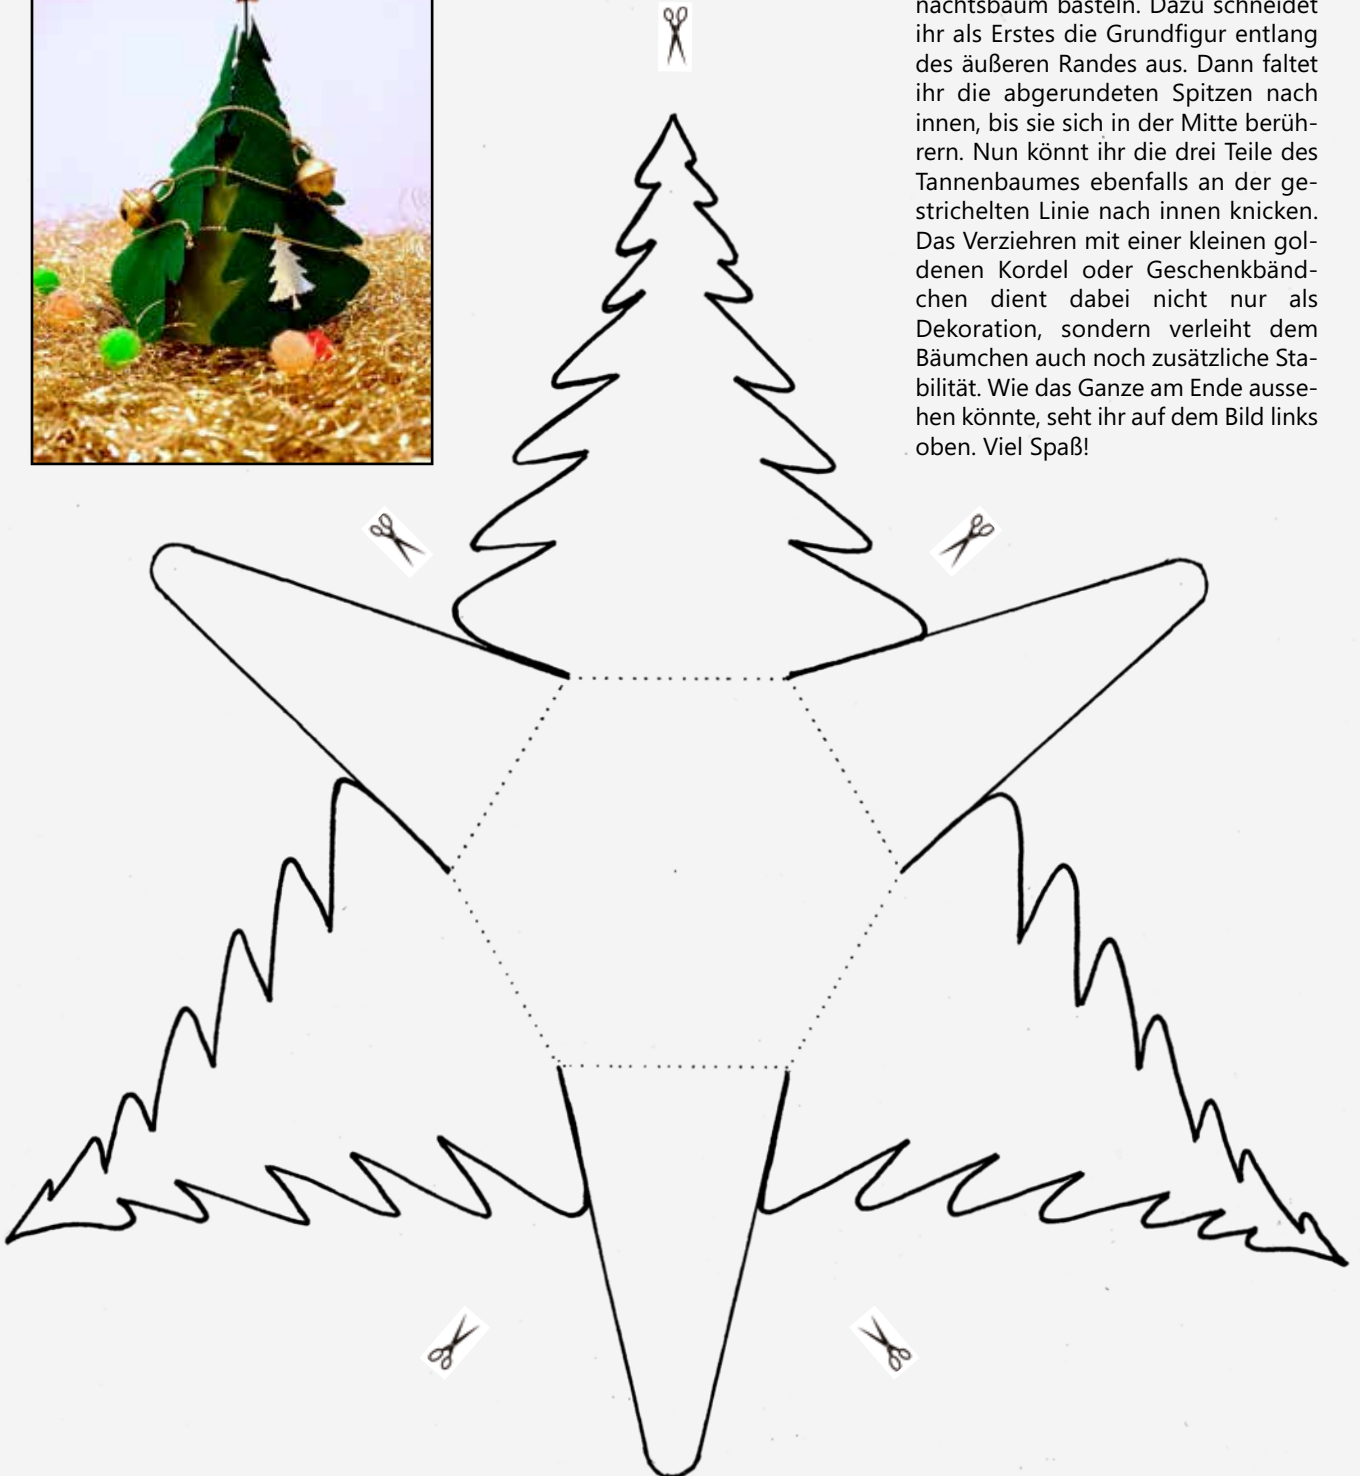 nachtsbaum basteln. Dazu schneidet
ihr als Erstes die Grundfigur entlang
des äußeren Randes aus. Dann faltet
ihr die abgerundeten Spitzen nach
innen, bis sie sich in der Mitte berüh-
rern. Nun könnt ihr die drei Teile des
Tannenbaumes ebenfalls an der ge-
strichelten Linie nach innen knicken.
Das Verziehren mit einer kleinen gol-
denen Kordel oder Geschenkbänd-
chen dient dabei nicht nur als
Dekoration, sondern verleiht dem
Bäumchen auch noch zusätzliche Sta-
bilität. Wie das Ganze am Ende ausse-
hen könnte, seht ihr auf dem Bild links
oben. Viel Spaß!